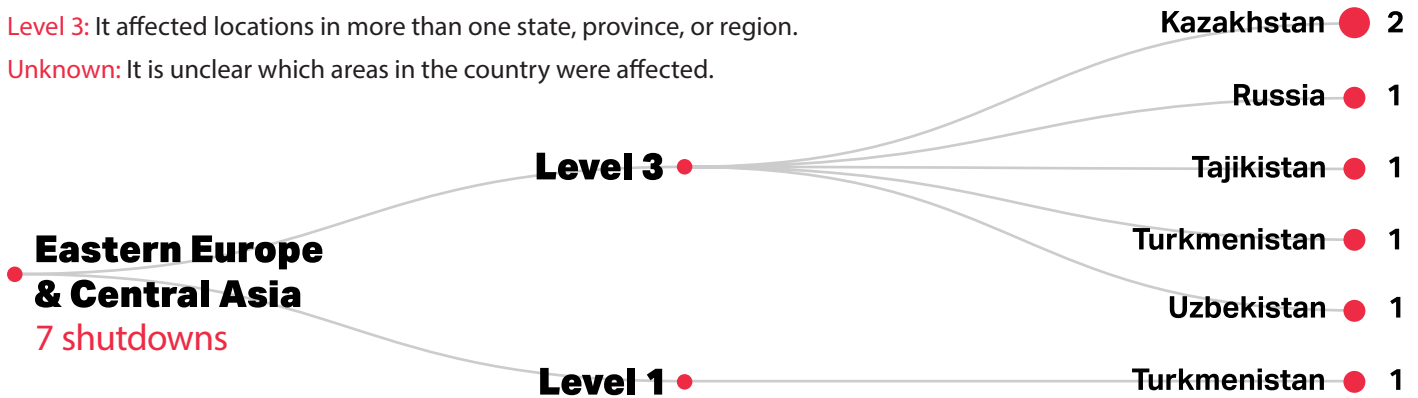 Level 3: It affected locations in more than one state, province, or region.
Unknown: It is unclear which areas in the country were affected.
Eastern Europe
& Central Asia
7 shutdowns
Level 3
Kazakhstan 2
Russia 1
Tajikistan 1
Turkmenistan 1
Uzbekistan 1
Level 1
Turkmenistan 1